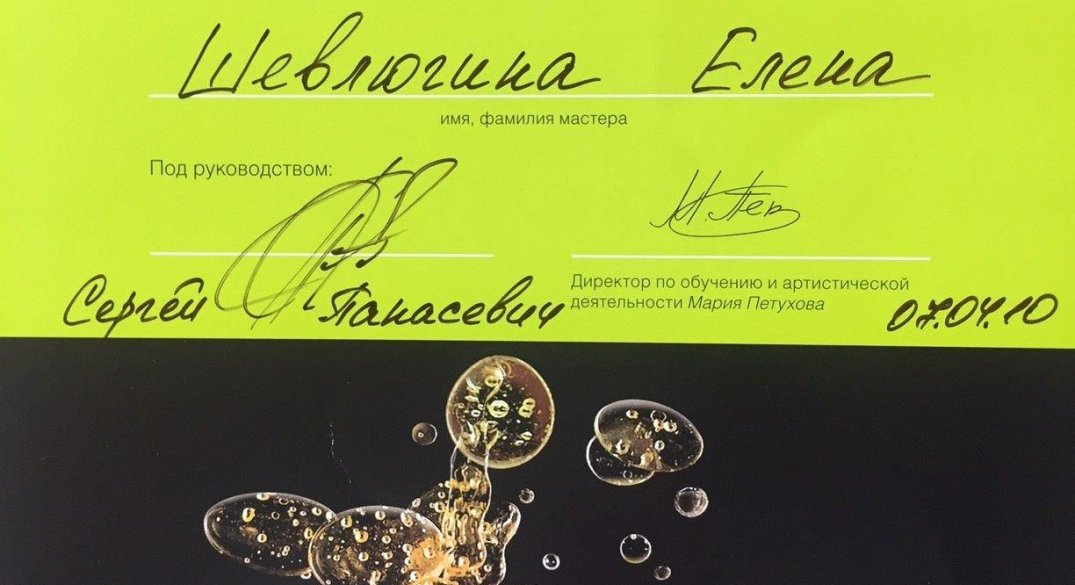 Шевлюгина Елена
имя, фамилия мастера
Под руководством:
Сергей Панасевич
Директор по обучению и артистической
деятельности Мария Петухова
07.04.10